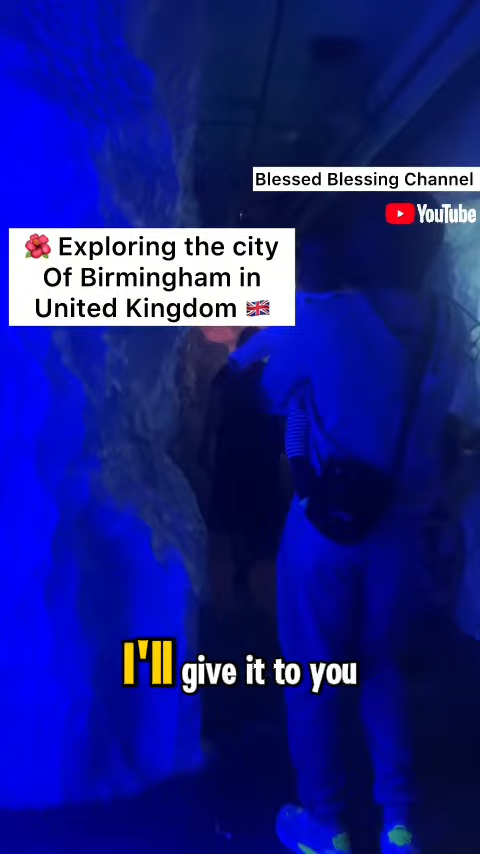 Blessed Blessing Channel
YouTube
🌺 Exploring the city
Of Birmingham in
United Kingdom 🇬🇧
I'll give it to you